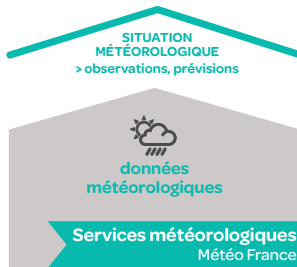 SITUATION
MÉTÉOROLOGIQUE
> observations, prévisions
données
météorologiques
Services météorologiques
Météo France